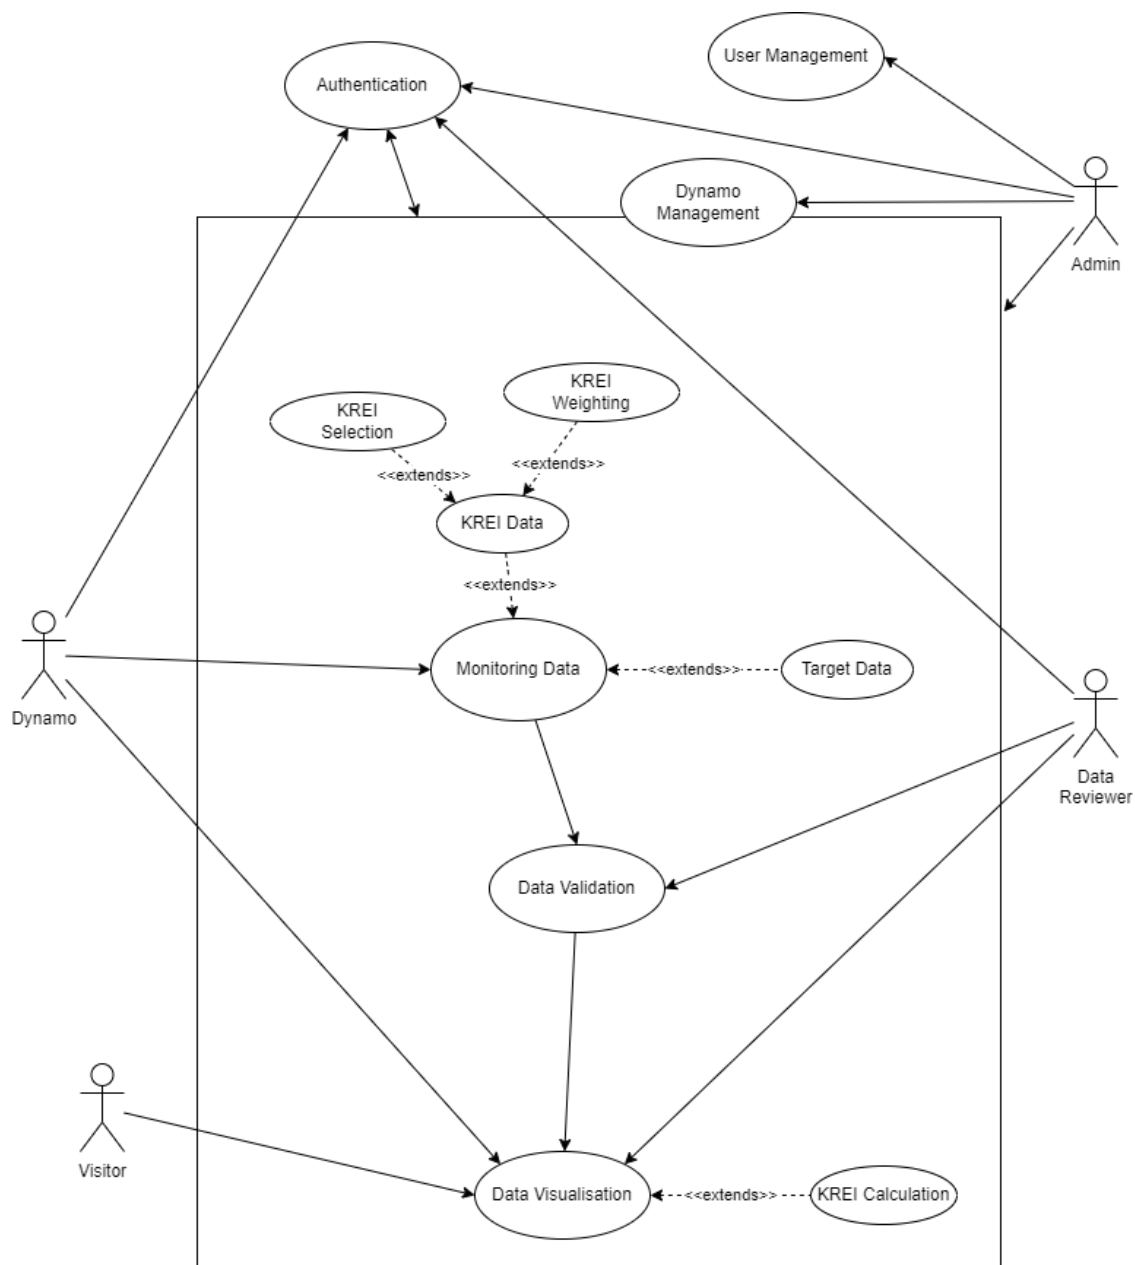 User Management
Authentication
Dynamo
Management
Admin
KREI
Weighting
KREI
Selection
<<extends>>
<<extends>>
KREI Data
<<extends>>
Monitoring Data
<<extends>>
Target Data
Dynamo
Data
Reviewer
Data Validation
Visitor
Data Visualisation
<<extends>>
KREI Calculation